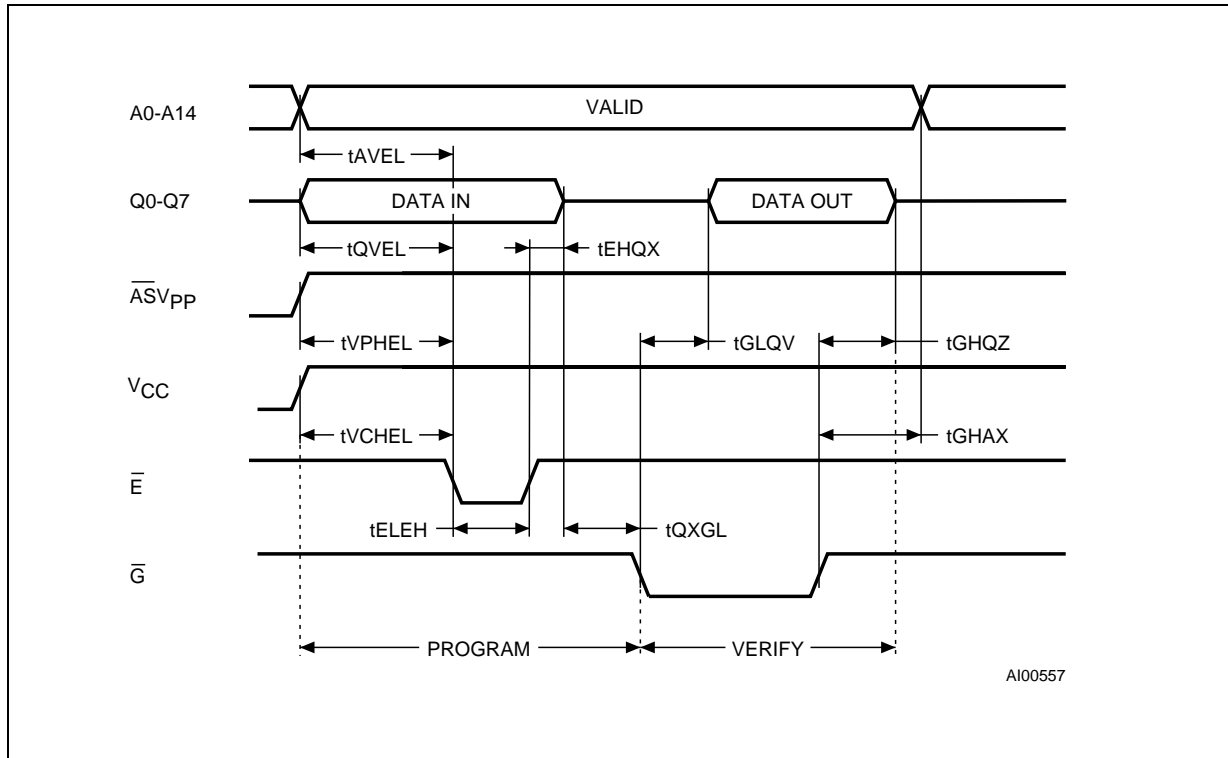 A0-A14
VALID
tAVEL
Q0-Q7
DATA IN
DATA OUT
tQVEL
tEHQX
A̅S̅VPP
tVPHEL
tGLQV
tGHQZ
VCC
tVCHEL
tGHAX
E̅
tELEH
tQXGL
G̅
PROGRAM
VERIFY
AI00557